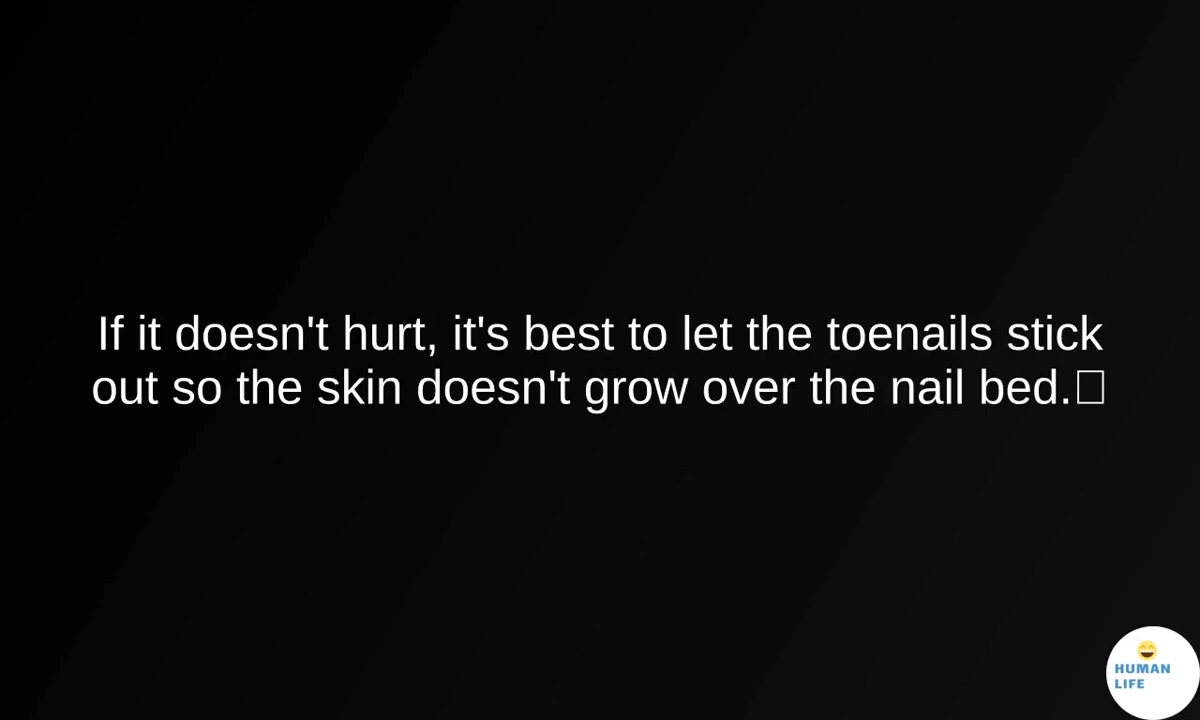 If it doesn't hurt, it's best to let the toenails stick
out so the skin doesn't grow over the nail bed.
HUMAN
LIFE